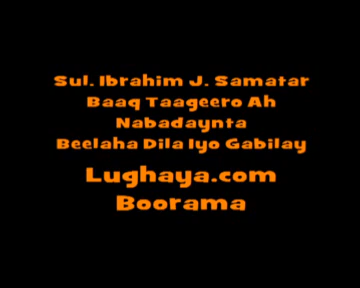 Sul. Ibrahim J. Samatar
Baaq Taageero Ah
Nabadaynta
Beelaha Dila Iyo Gabilay
Lughaya.com
Boorama